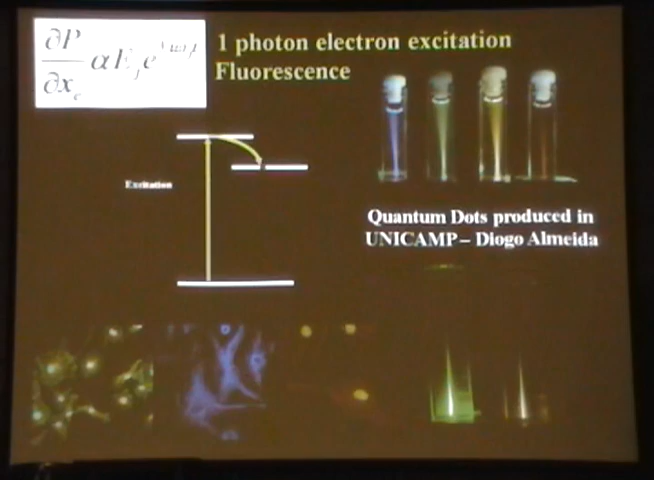 1 photon electron excitation
Fluorescence
Excitation
Quantum Dots produced in
UNICAMP – Diogo Almeida